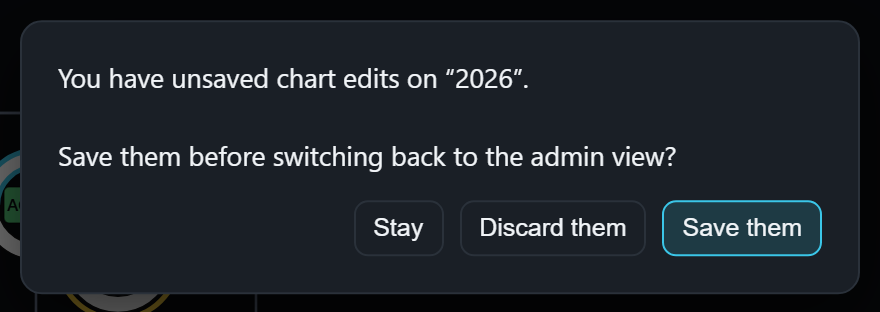 You have unsaved chart edits on “2026”.
Save them before switching back to the admin view?
Stay
Discard them
Save them